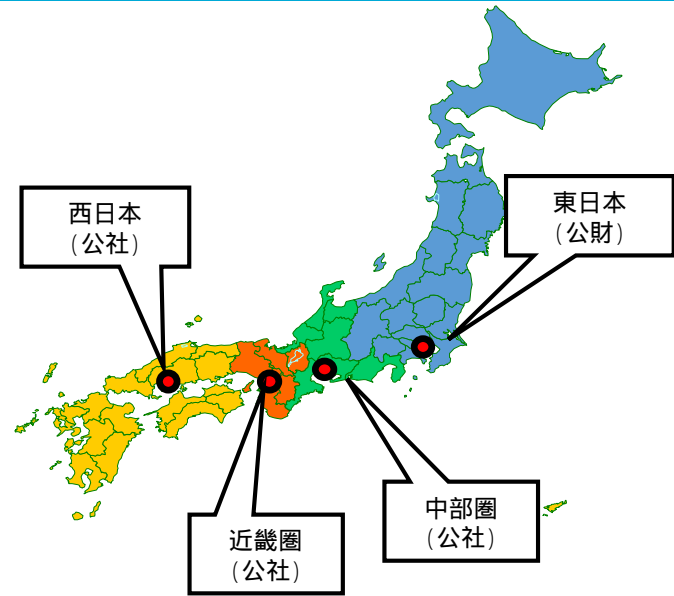 西日本
(公社)
東日本
(公財)
近畿圏
(公社)
中部圏
(公社)